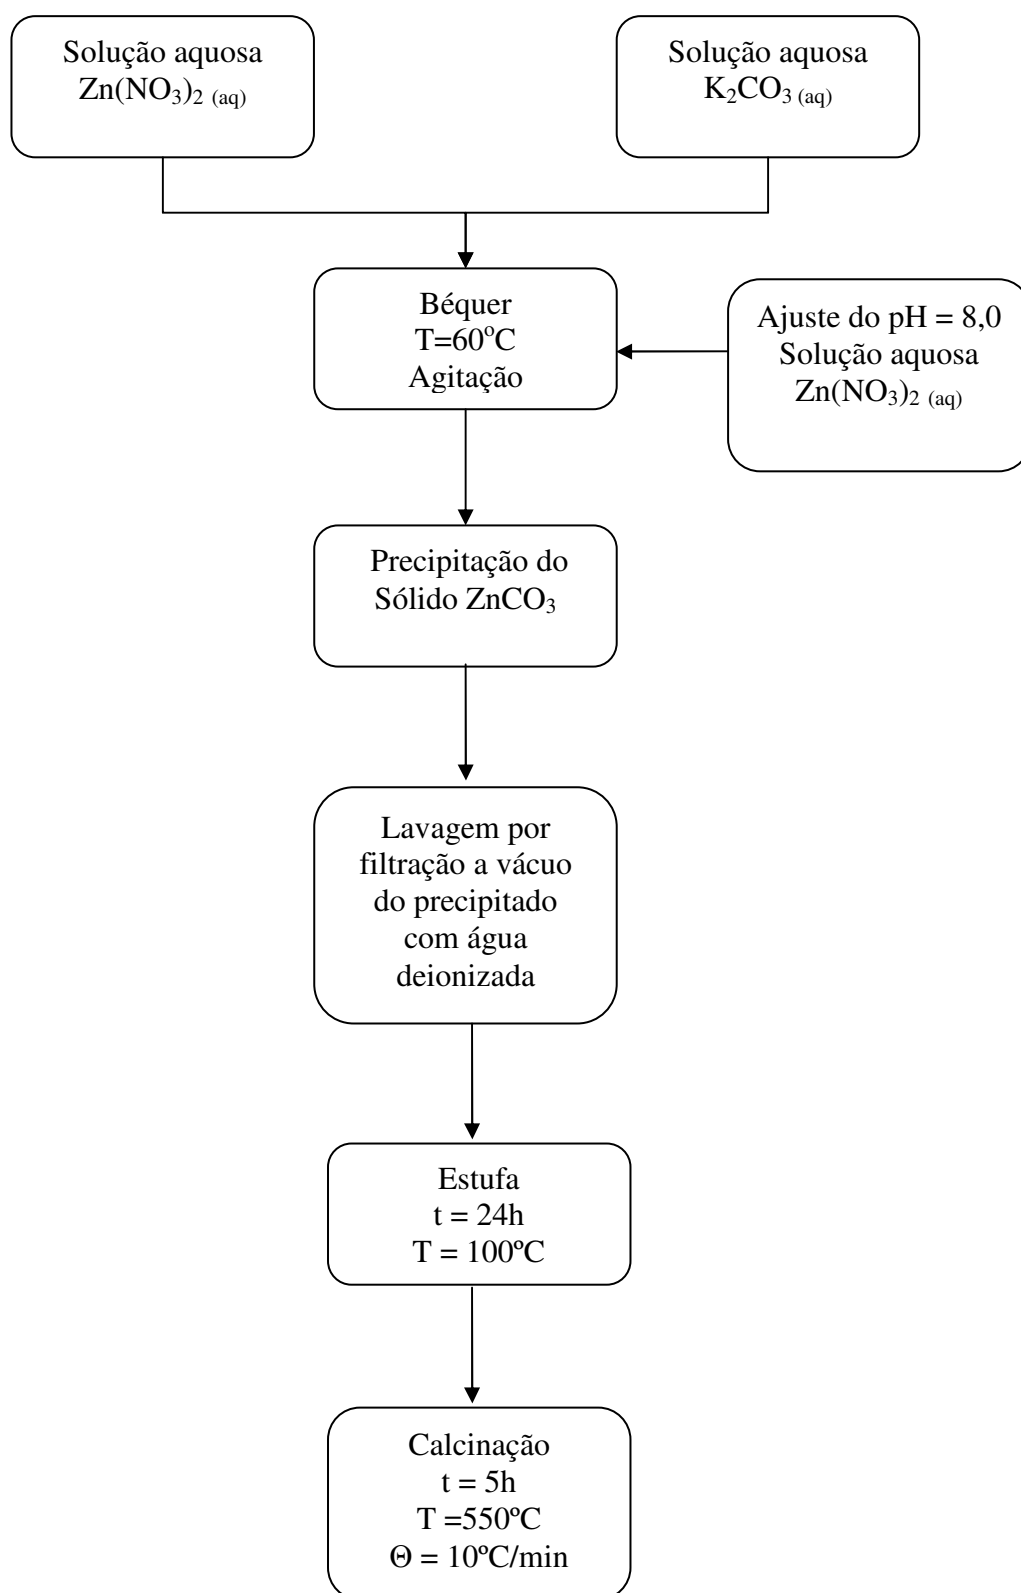 Solução aquosa
Zn(NO₃)₂ (aq)
Solução aquosa
K₂CO₃ (aq)
Béquer
T=60°C
Agitação
Ajuste do pH = 8,0
Solução aquosa
Zn(NO₃)₂ (aq)
Precipitação do
Sólido ZnCO₃
Lavagem por
filtração a vácuo
do precipitado
com água
deionizada
Estufa
t = 24h
T = 100ºC
Calcinação
t = 5h
T =550ºC
Θ = 10ºC/min